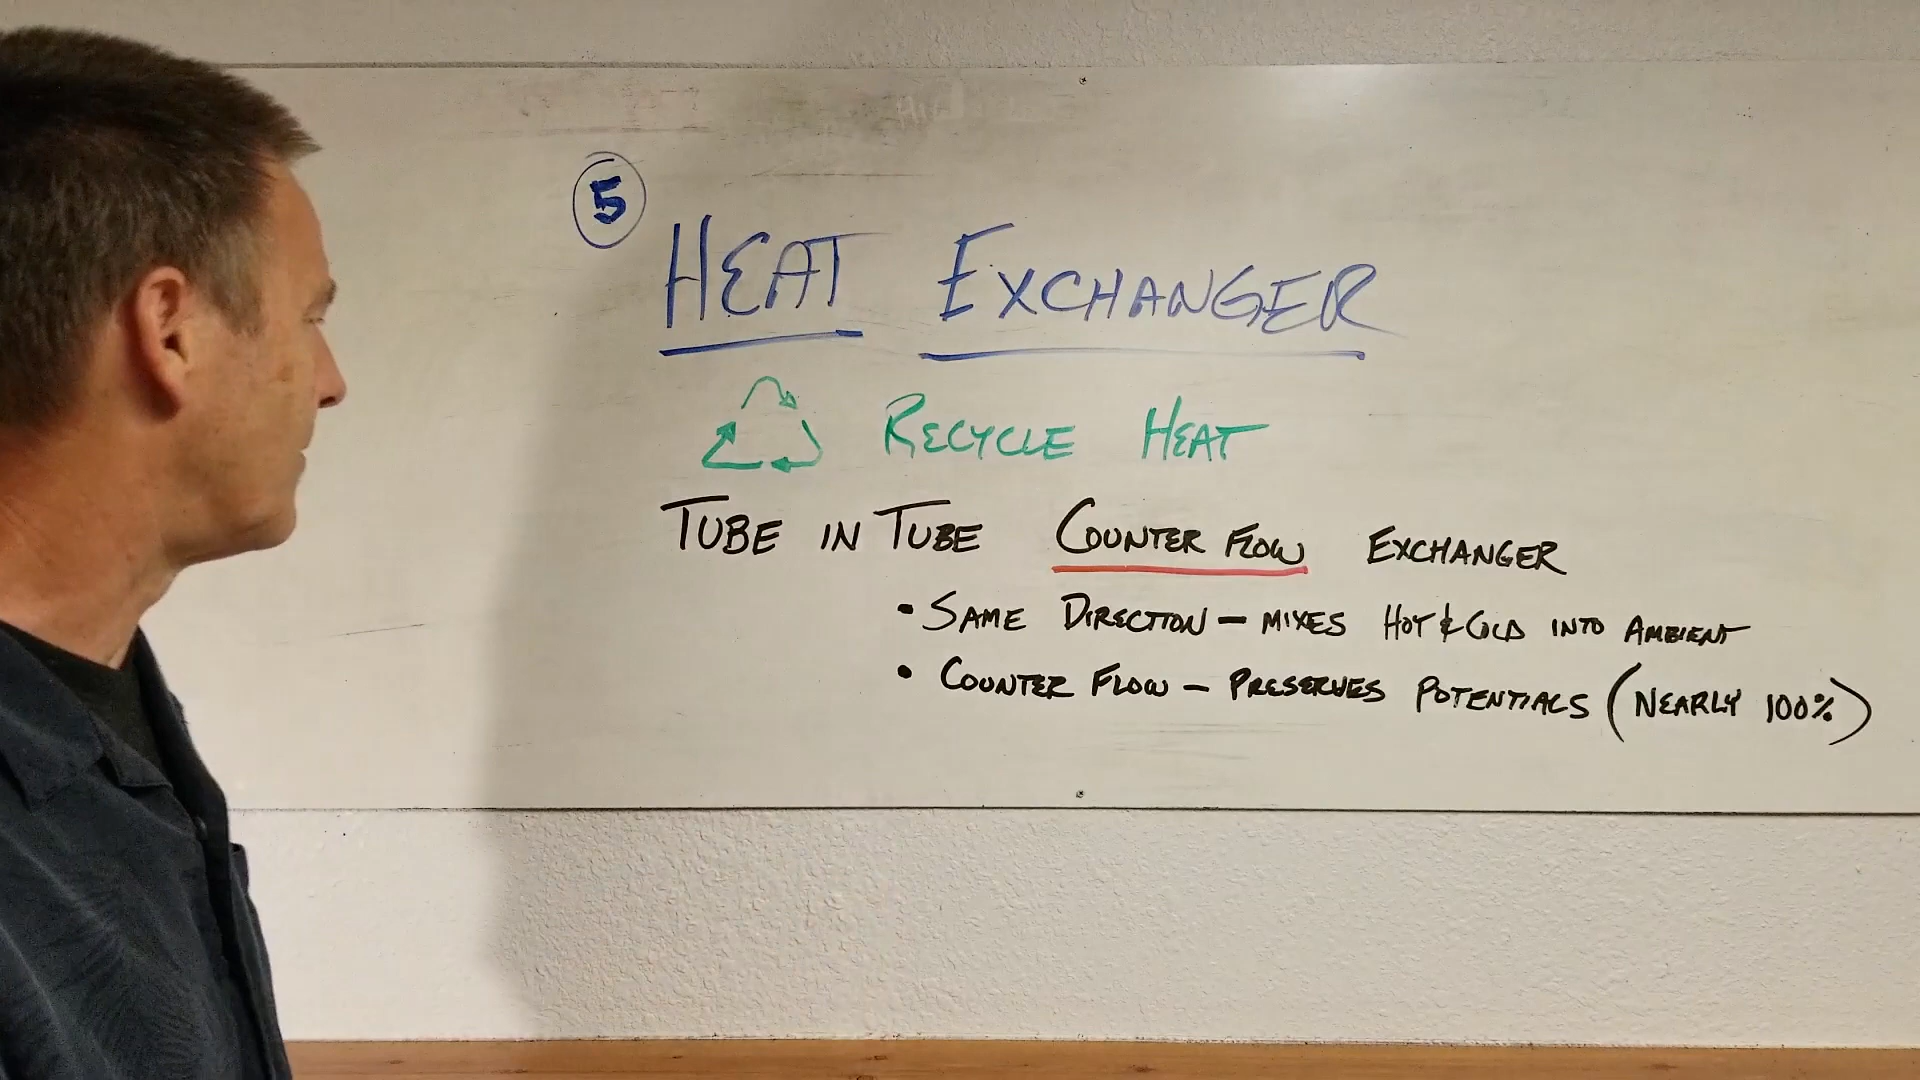 5
HEAT EXCHANGER
RECYCLE HEAT
TUBE IN TUBE COUNTER FLOW EXCHANGER
• SAME DIRECTION - MIXES HOT & COLD INTO AMBIENT
• COUNTER FLOW - PRESERVES POTENTIALS (NEARLY 100%)